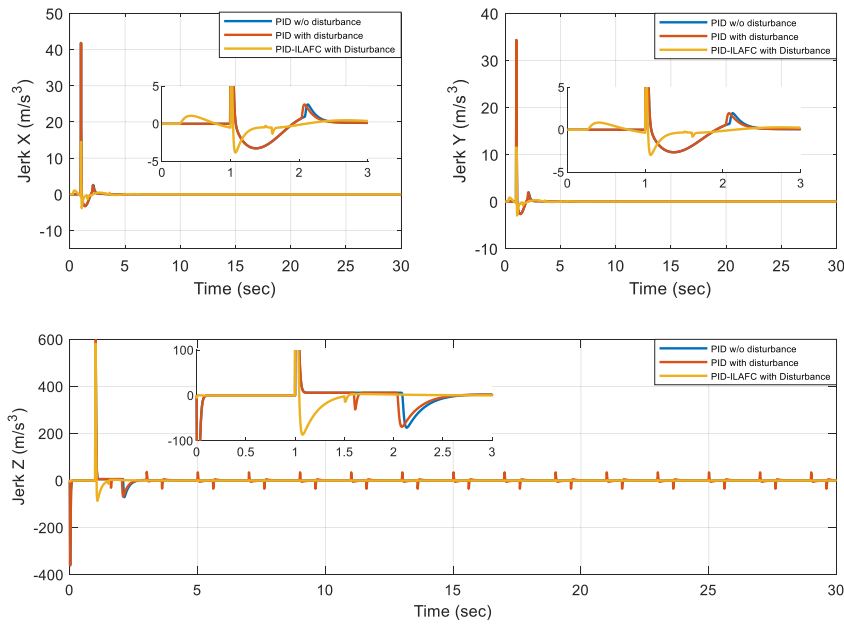 PID w/o disturbance
PID with disturbance
PID-ILAFC with Disturbance
Jerk X (m/s³)
50
40
30
20
10
0
-10
5
0
-5
0 1 2 3
0 5 10 15 20 25 30
Time (sec)
PID w/o disturbance
PID with disturbance
PID-ILAFC with Disturbance
Jerk Y (m/s³)
40
30
20
10
0
-10
5
0
-5
0 1 2 3
0 5 10 15 20 25 30
Time (sec)
PID w/o disturbance
PID with disturbance
PID-ILAFC with Disturbance
Jerk Z (m/s³)
600
400
200
0
-200
-400
100
0
-100
0 0.5 1 1.5 2 2.5 3
0 5 10 15 20 25 30
Time (sec)